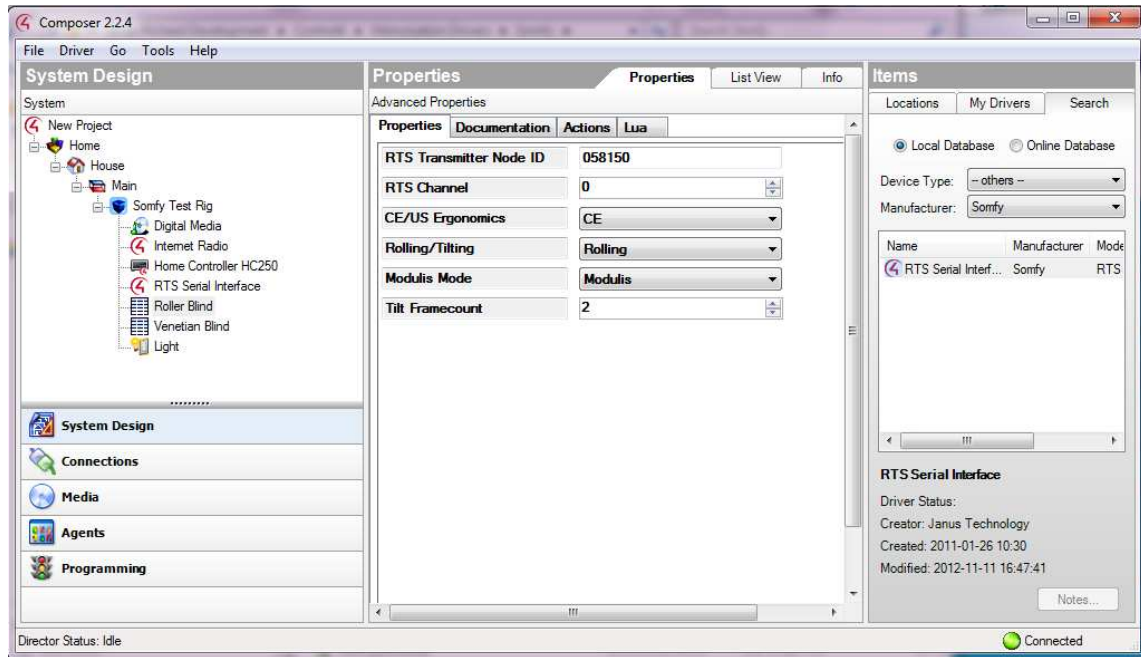 Composer 2.2.4
File Driver Go Tools Help
System Design
System
New Project
Home
House
Main
Somfy Test Rig
Digital Media
Internet Radio
Home Controller HC250
RTS Serial Interface
Roller Blind
Venetian Blind
Light
System Design
Connections
Media
Agents
Programming
Properties
Properties List View Info
Advanced Properties
Properties Documentation Actions Lua
RTS Transmitter Node ID 058150
RTS Channel 0
CE/US Ergonomics CE
Rolling/Tilting Rolling
Modulis Mode Modulis
Tilt Framecount 2
Items
Locations My Drivers Search
Local Database Online Database
Device Type: -- others --
Manufacturer: Somfy
Name Manufacturer Mode
RTS Serial Interf... Somfy RTS
RTS Serial Interface
Driver Status:
Creator: Janus Technology
Created: 2011-01-26 10:30
Modified: 2012-11-11 16:47:41
Notes...
Director Status: Idle
Connected